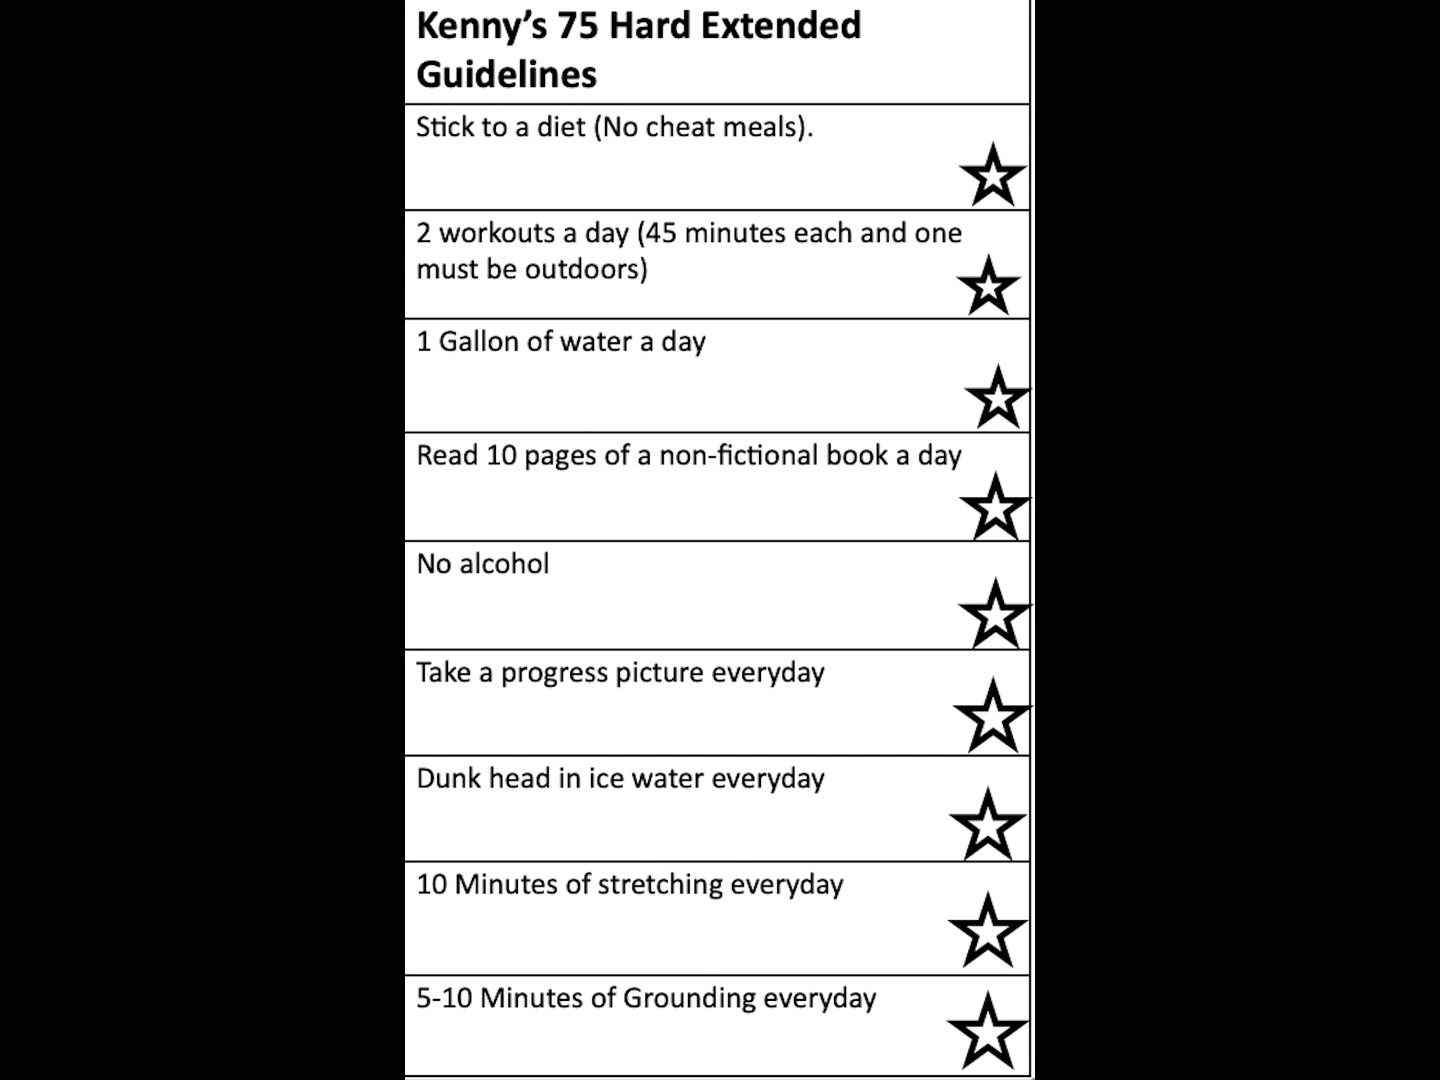 Kenny’s 75 Hard Extended
Guidelines
Stick to a diet (No cheat meals).
2 workouts a day (45 minutes each and one
must be outdoors)
1 Gallon of water a day
Read 10 pages of a non-fictional book a day
No alcohol
Take a progress picture everyday
Dunk head in ice water everyday
10 Minutes of stretching everyday
5-10 Minutes of Grounding everyday